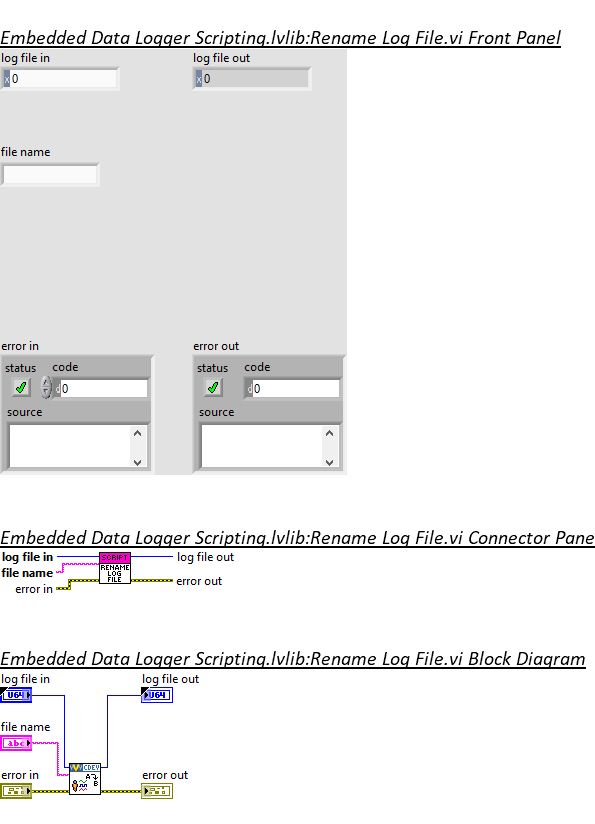 Embedded Data Logger Scripting.lvlib:Rename Log File.vi Front Panel
log file in log file out
x 0 x 0
file name
error in error out
status code status code
d 0 d 0
source source
Embedded Data Logger Scripting.lvlib:Rename Log File.vi Connector Pane
log file in SCRIPT log file out
file name RENAME
LOG
error in FILE error out
Embedded Data Logger Scripting.lvlib:Rename Log File.vi Block Diagram
log file in log file out
U64 U64
file name
abc
CDEV
A
B
error in error out